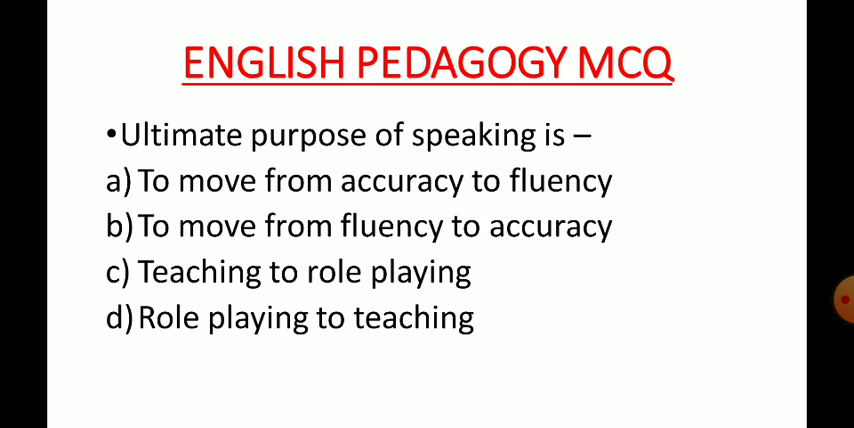 ENGLISH PEDAGOGY MCQ
•Ultimate purpose of speaking is –
a) To move from accuracy to fluency
b) To move from fluency to accuracy
c) Teaching to role playing
d) Role playing to teaching